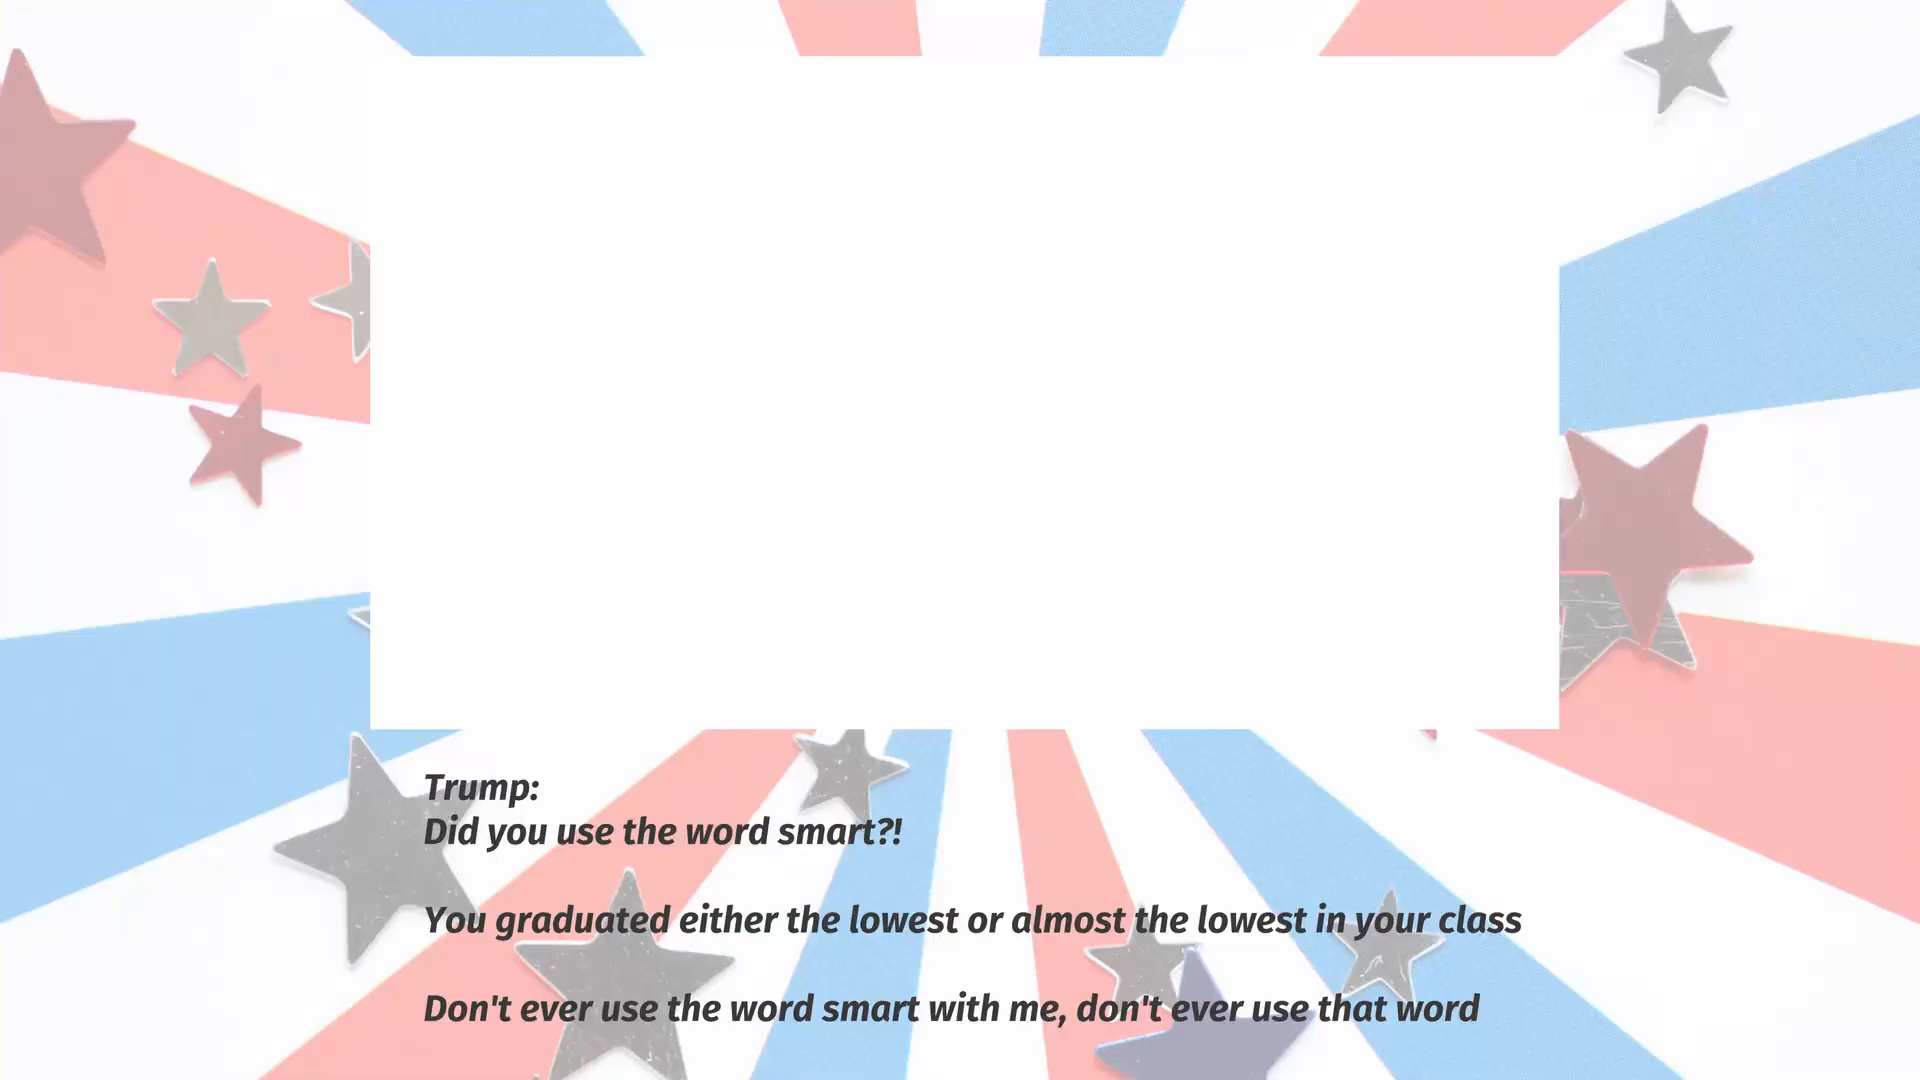 Trump:
Did you use the word smart?!
You graduated either the lowest or almost the lowest in your class
Don't ever use the word smart with me, don't ever use that word